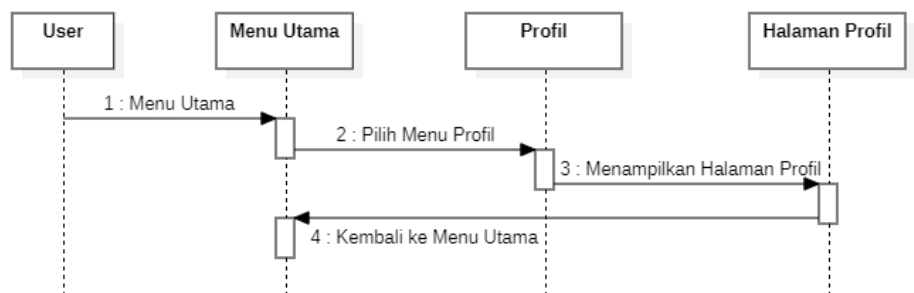 User
Menu Utama
Profil
Halaman Profil
1 : Menu Utama
2 : Pilih Menu Profil
3 : Menampilkan Halaman Profil
4 : Kembali ke Menu Utama